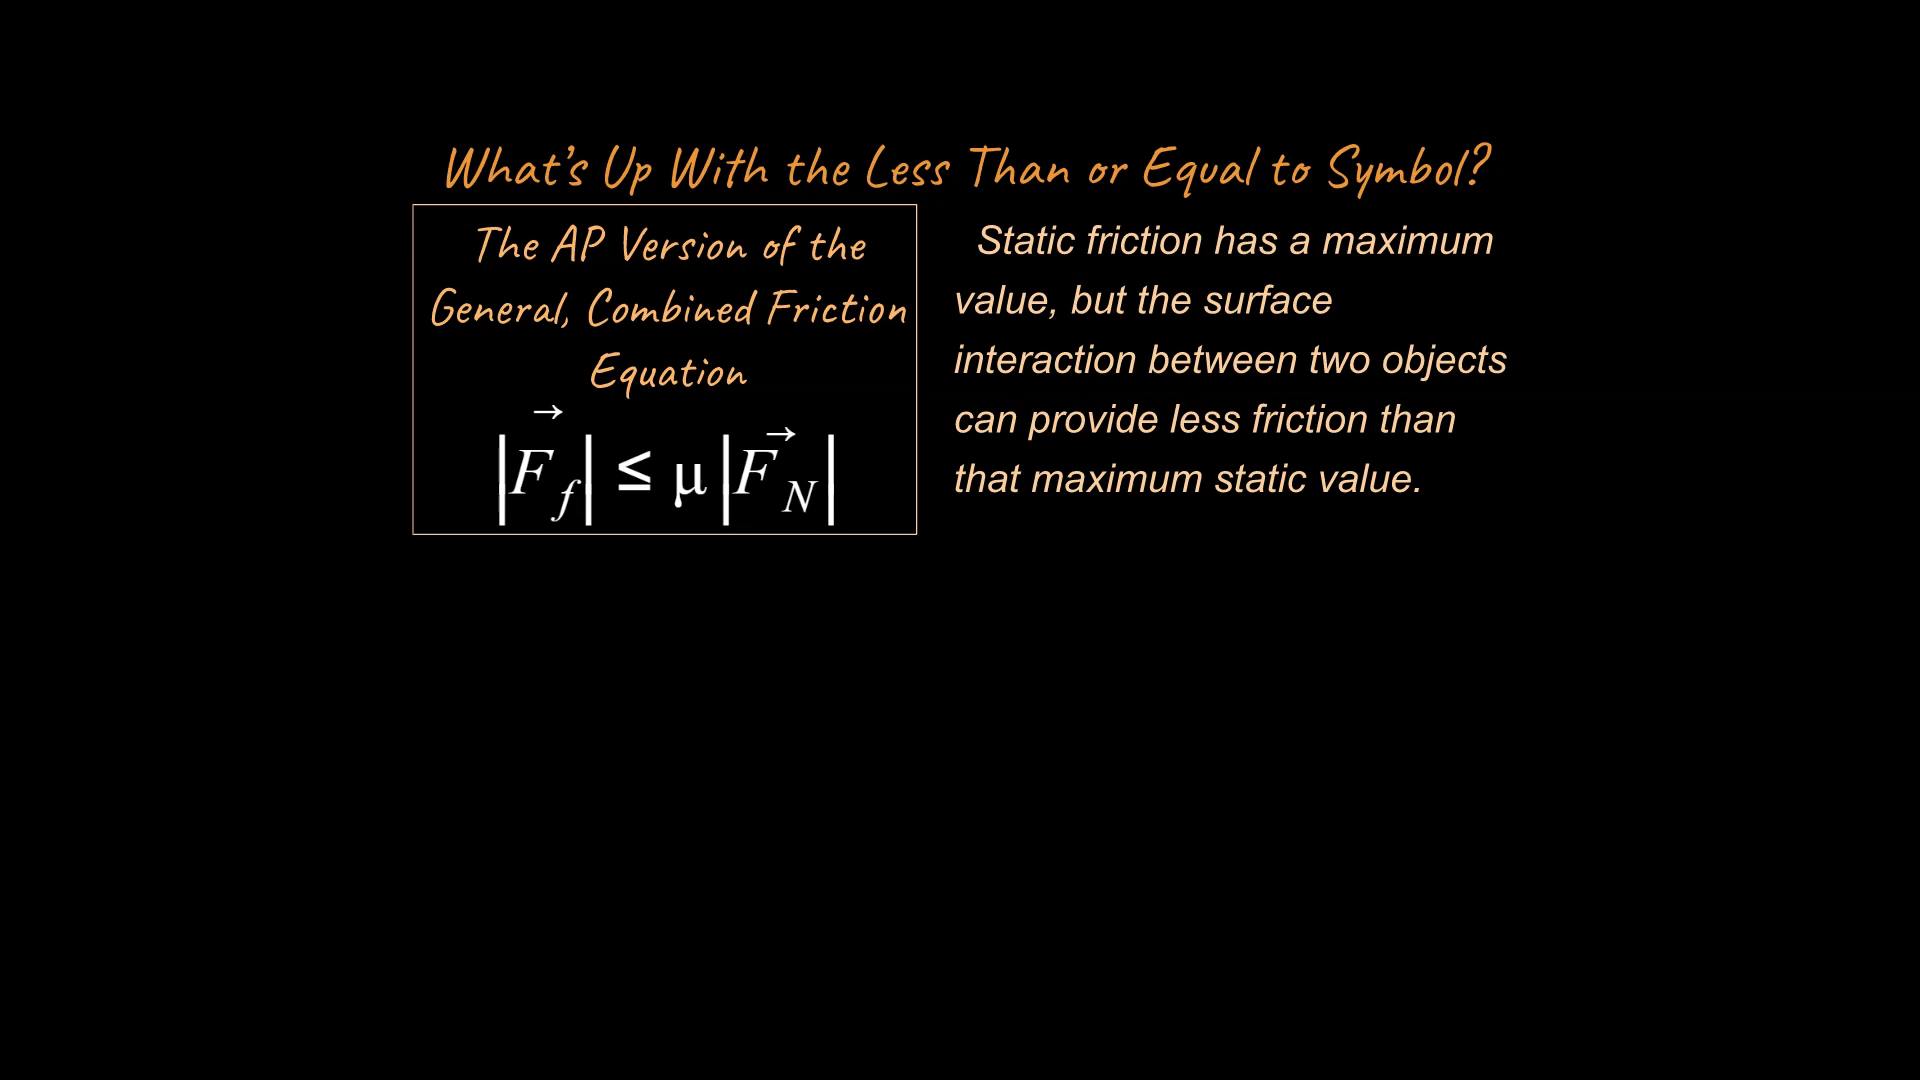 What's Up With the Less Than or Equal to Symbol?
The AP Version of the
General, Combined Friction
Equation
|F⃗_f| ≤ μ|F⃗_N|
Static friction has a maximum
value, but the surface
interaction between two objects
can provide less friction than
that maximum static value.